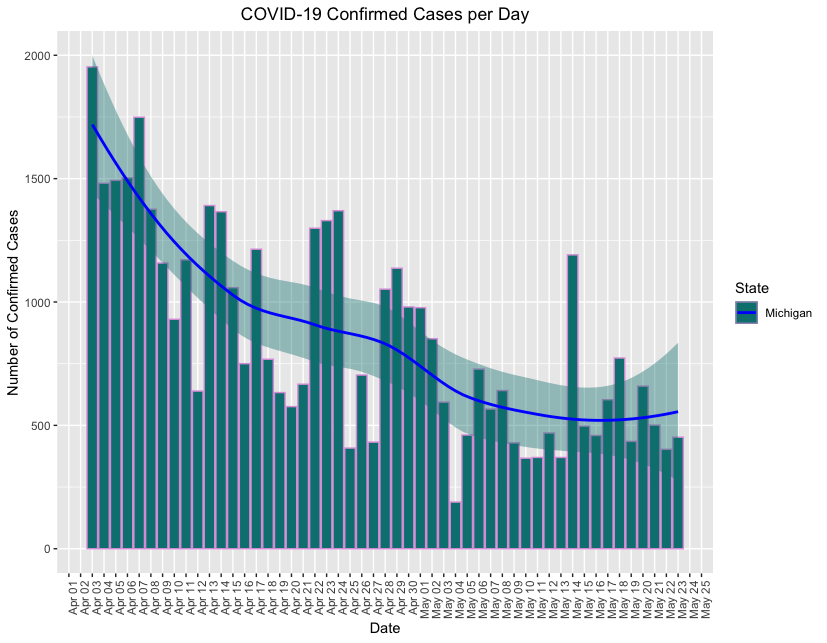 COVID-19 Confirmed Cases per Day
2000
1500
1000
500
0
Number of Confirmed Cases
Apr 01
Apr 02
Apr 03
Apr 04
Apr 05
Apr 06
Apr 07
Apr 08
Apr 09
Apr 10
Apr 11
Apr 12
Apr 13
Apr 14
Apr 15
Apr 16
Apr 17
Apr 18
Apr 19
Apr 20
Apr 21
Apr 22
Apr 23
Apr 24
Apr 25
Apr 26
Apr 27
Apr 28
Apr 29
Apr 30
May 01
May 02
May 03
May 04
May 05
May 06
May 07
May 08
May 09
May 10
May 11
May 12
May 13
May 14
May 15
May 16
May 17
May 18
May 19
May 20
May 21
May 22
May 23
May 24
May 25
Date
State
Michigan